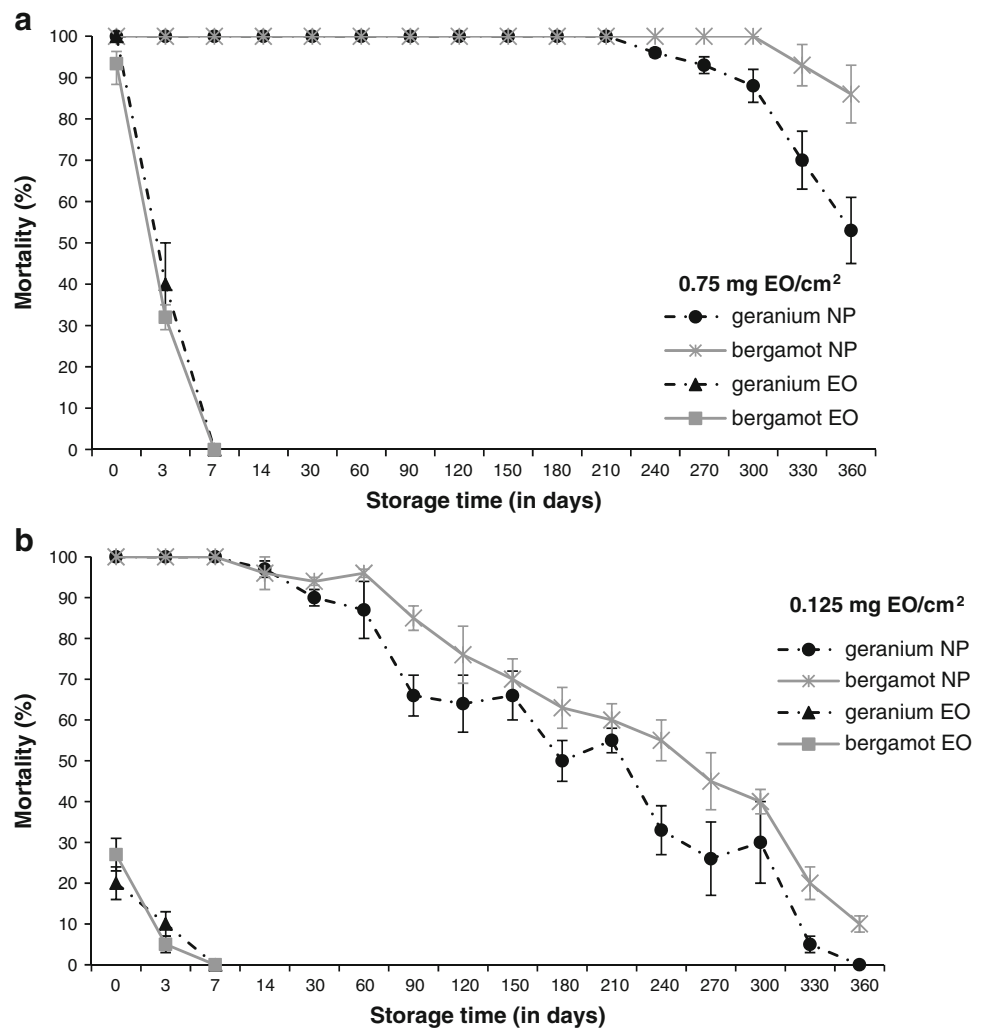 a
100
90
80
70
60
50
40
30
20
10
0
Mortality (%)
0 3 7 14 30 60 90 120 150 180 210 240 270 300 330 360
Storage time (in days)
0.75 mg EO/cm²
geranium NP
bergamot NP
geranium EO
bergamot EO
b
100
90
80
70
60
50
40
30
20
10
0
Mortality (%)
0 3 7 14 30 60 90 120 150 180 210 240 270 300 330 360
Storage time (in days)
0.125 mg EO/cm²
geranium NP
bergamot NP
geranium EO
bergamot EO